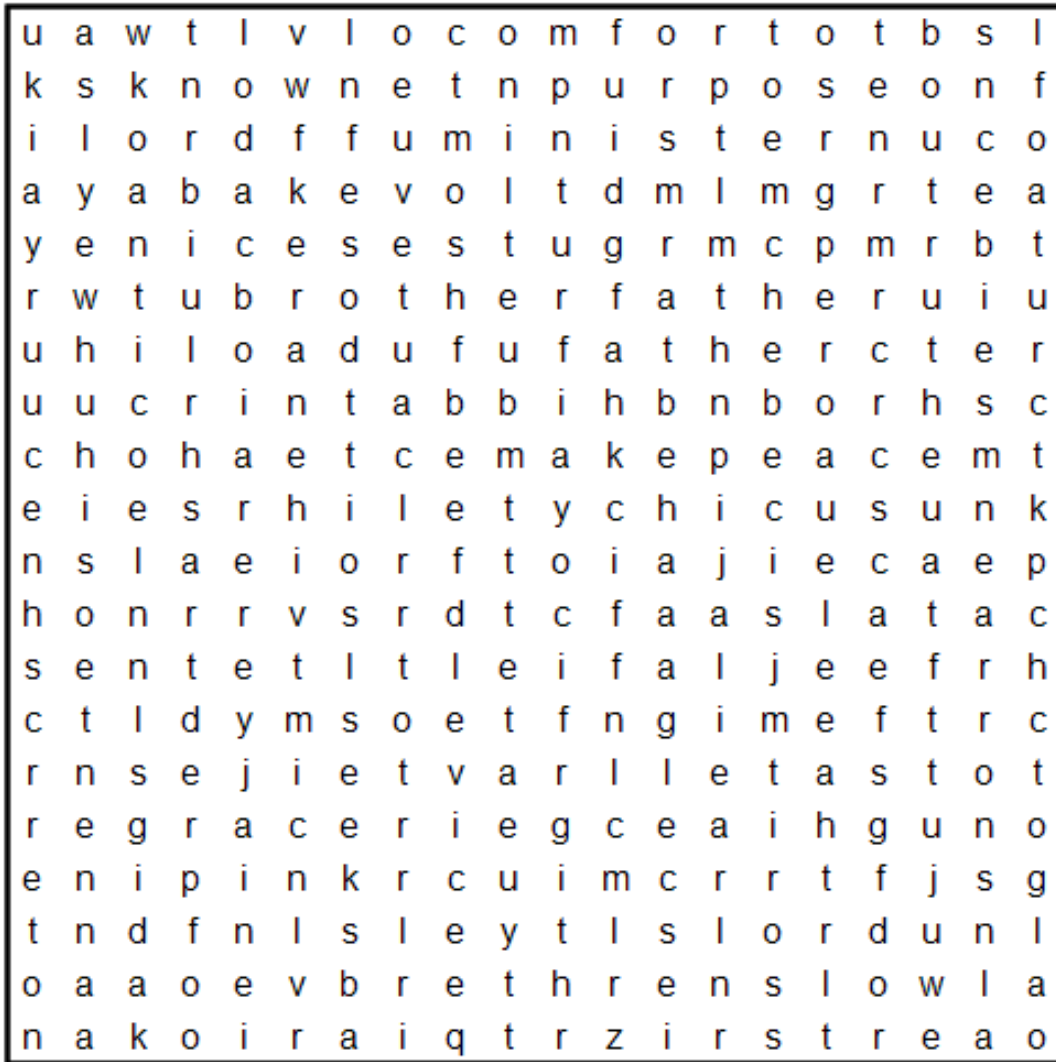 u a w t l v l o c o m f o r t o t b s l
k s k n o w n e t n p u r p o s e o n f
i l o r d f f u m i n i s t e r n u c o
a y a b a k e v o l t d m l m g r t e a
y e n i c e s e s t u g r m c p m r b t
r w t u b r o t h e r f a t h e r u i u
u h i l o a d u f u f a t h e r c t e r
u u c r i n t a b b i h b n b o r h s c
c h o h a e t c e m a k e p e a c e m t
e i e s r h i l e t y c h i c u s u n k
n s l a e i o r f t o i a j i e c a e p
h o n r r v s r d t c f a a s l a t a c
s e n t e t l t l e i f a l j e e f r h
c t l d y m s o e t f n g i m e f t r c
r n s e j i e t v a r l l e t a s t o t
r e g r a c e r i e g c e a i h g u n o
e n i p i n k r c u i m c r r t f j s g
t n d f n l s l e y t l s l o r d u n l
o a a o e v b r e t h r e n s l o w l a
n a k o i r a i q t r z i r s t r e a o